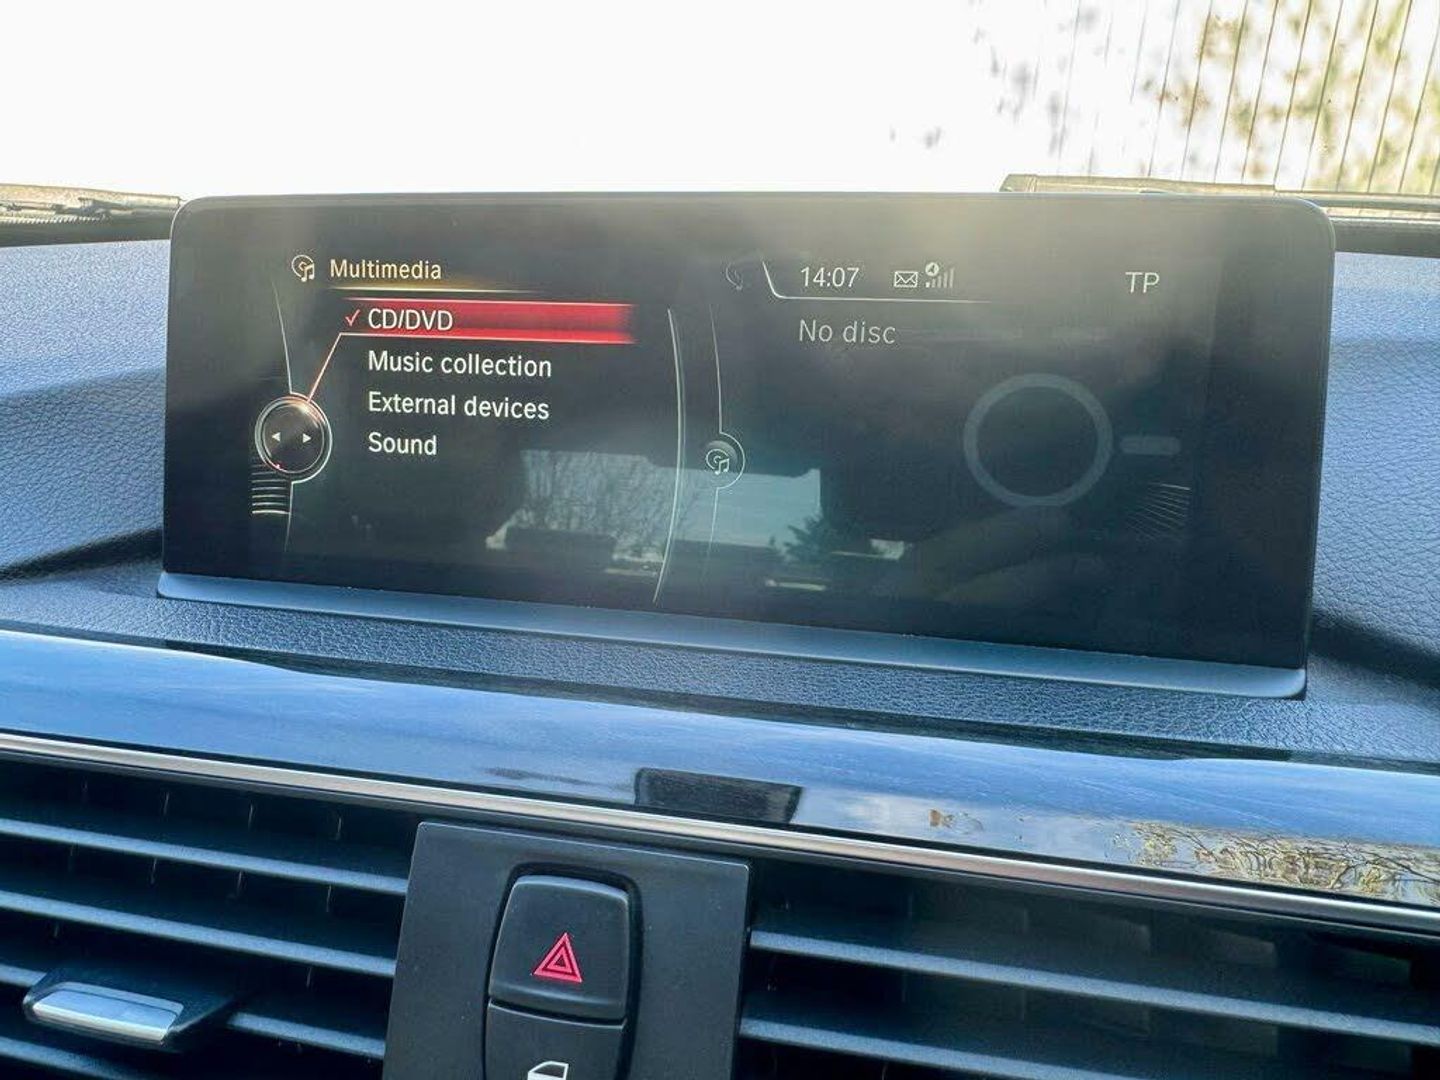 Multimedia
CD/DVD
Music collection
External devices
Sound
14:07
TP
No disc